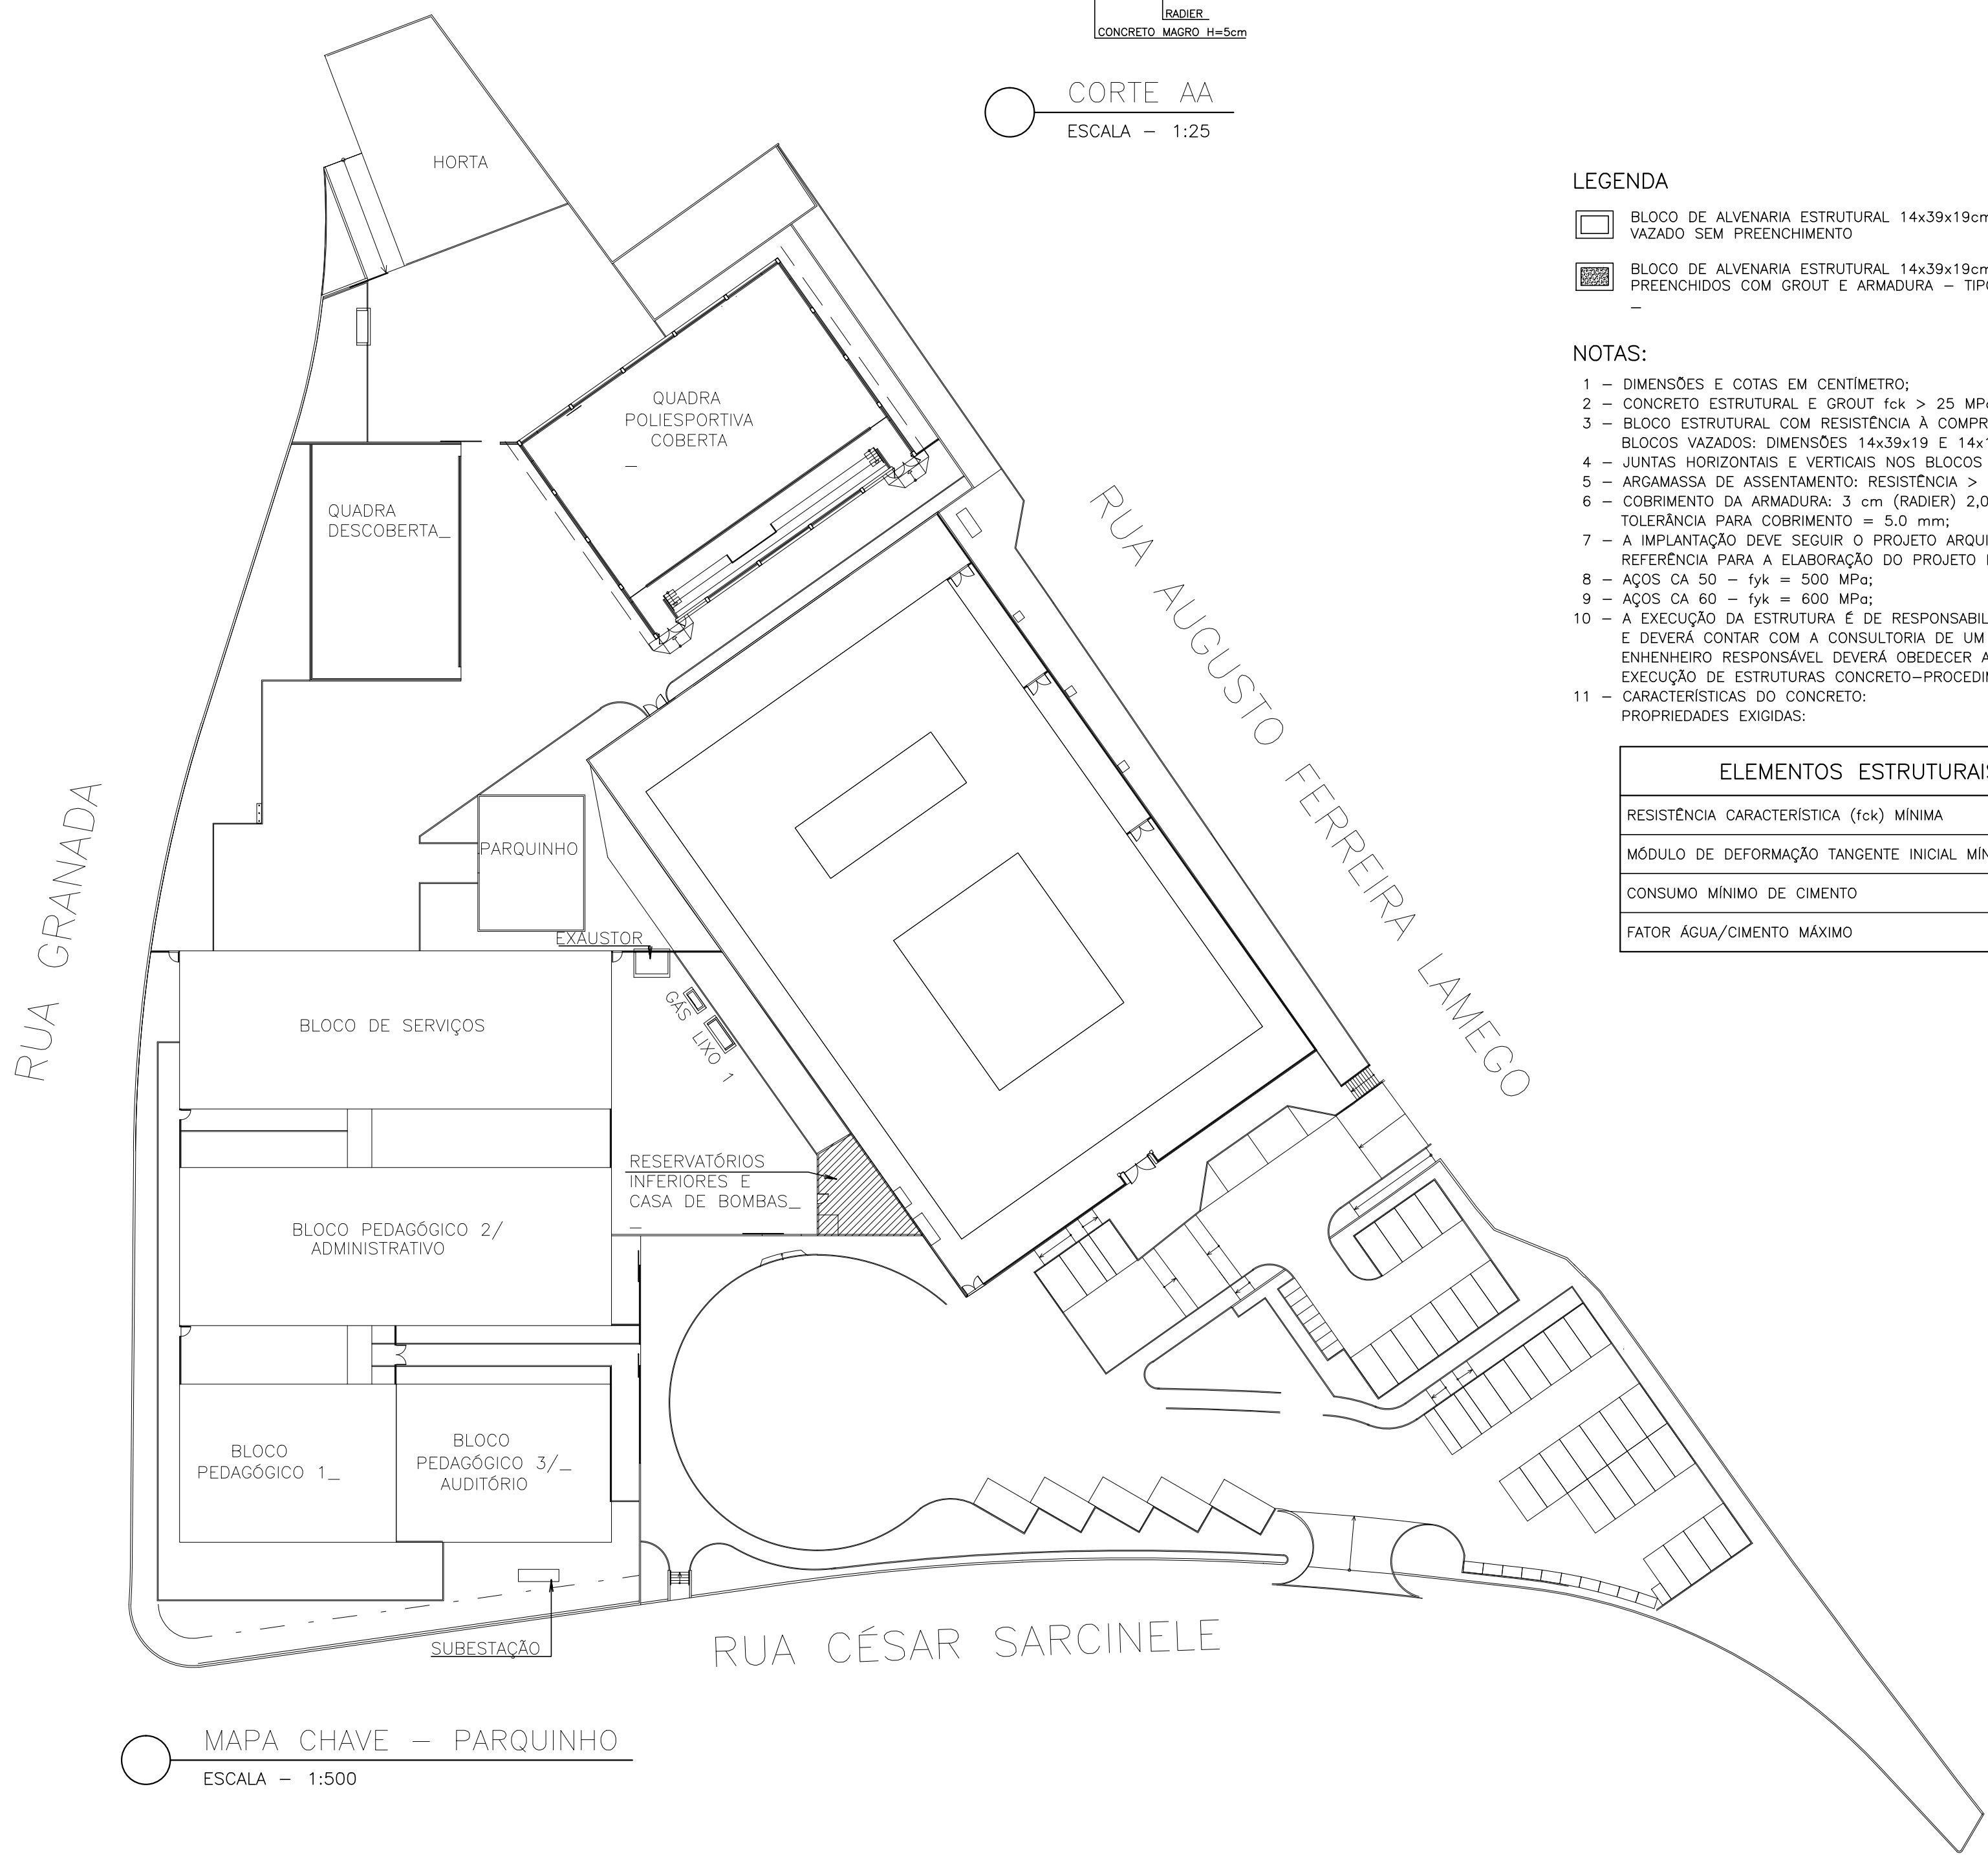 RADIER
CONCRETO MAGRO H=5cm
CORTE AA
ESCALA – 1:25
HORTA
QUADRA
POLIESPORTIVA
COBERTA
_
QUADRA
DESCOBERTA_
PARQUINHO
EXAUSTOR
GÁS
LIXO 1
BLOCO DE SERVIÇOS
RESERVATÓRIOS
INFERIORES E
CASA DE BOMBAS_
_
BLOCO PEDAGÓGICO 2/
ADMINISTRATIVO
BLOCO
PEDAGÓGICO 1_
BLOCO
PEDAGÓGICO 3/_
AUDITÓRIO
SUBESTAÇÃO
RUA GRANADA
RUA AUGUSTO FERREIRA LAMEGO
RUA CÉSAR SARCINELE
MAPA CHAVE – PARQUINHO
ESCALA – 1:500
LEGENDA
BLOCO DE ALVENARIA ESTRUTURAL 14x39x19cm
VAZADO SEM PREENCHIMENTO
BLOCO DE ALVENARIA ESTRUTURAL 14x39x19cm
PREENCHIDOS COM GROUT E ARMADURA –
–
NOTAS:
1 – DIMENSÕES E COTAS EM CENTÍMETRO;
2 – CONCRETO ESTRUTURAL E GROUT fck > 25 MPa
3 – BLOCO ESTRUTURAL COM RESISTÊNCIA À
BLOCOS VAZADOS: DIMENSÕES 14x39x19 E
4 – JUNTAS HORIZONTAIS E VERTICAIS NOS BLOCOS
5 – ARGAMASSA DE ASSENTAMENTO: RESISTÊNCIA >
6 – COBRIMENTO DA ARMADURA: 3 cm (RADIER) 2,0
TOLERÂNCIA PARA COBRIMENTO = 5.0 mm;
7 – A IMPLANTAÇÃO DEVE SEGUIR O PROJETO
REFERÊNCIA PARA A ELABORAÇÃO DO PROJETO
8 – AÇOS CA 50 – fyk = 500 MPa;
9 – AÇOS CA 60 – fyk = 600 MPa;
10 – A EXECUÇÃO DA ESTRUTURA É DE
E DEVERÁ CONTAR COM A CONSULTORIA DE UM
ENHENHEIRO RESPONSÁVEL DEVERÁ OBEDECER
EXECUÇÃO DE ESTRUTURAS
11 – CARACTERÍSTICAS DO CONCRETO:
PROPRIEDADES EXIGIDAS:
ELEMENTOS ESTRUTURAIS
RESISTÊNCIA CARACTERÍSTICA (fck) MÍNIMA
MÓDULO DE DEFORMAÇÃO TANGENTE INICIAL
CONSUMO MÍNIMO DE CIMENTO
FATOR ÁGUA/CIMENTO MÁXIMO